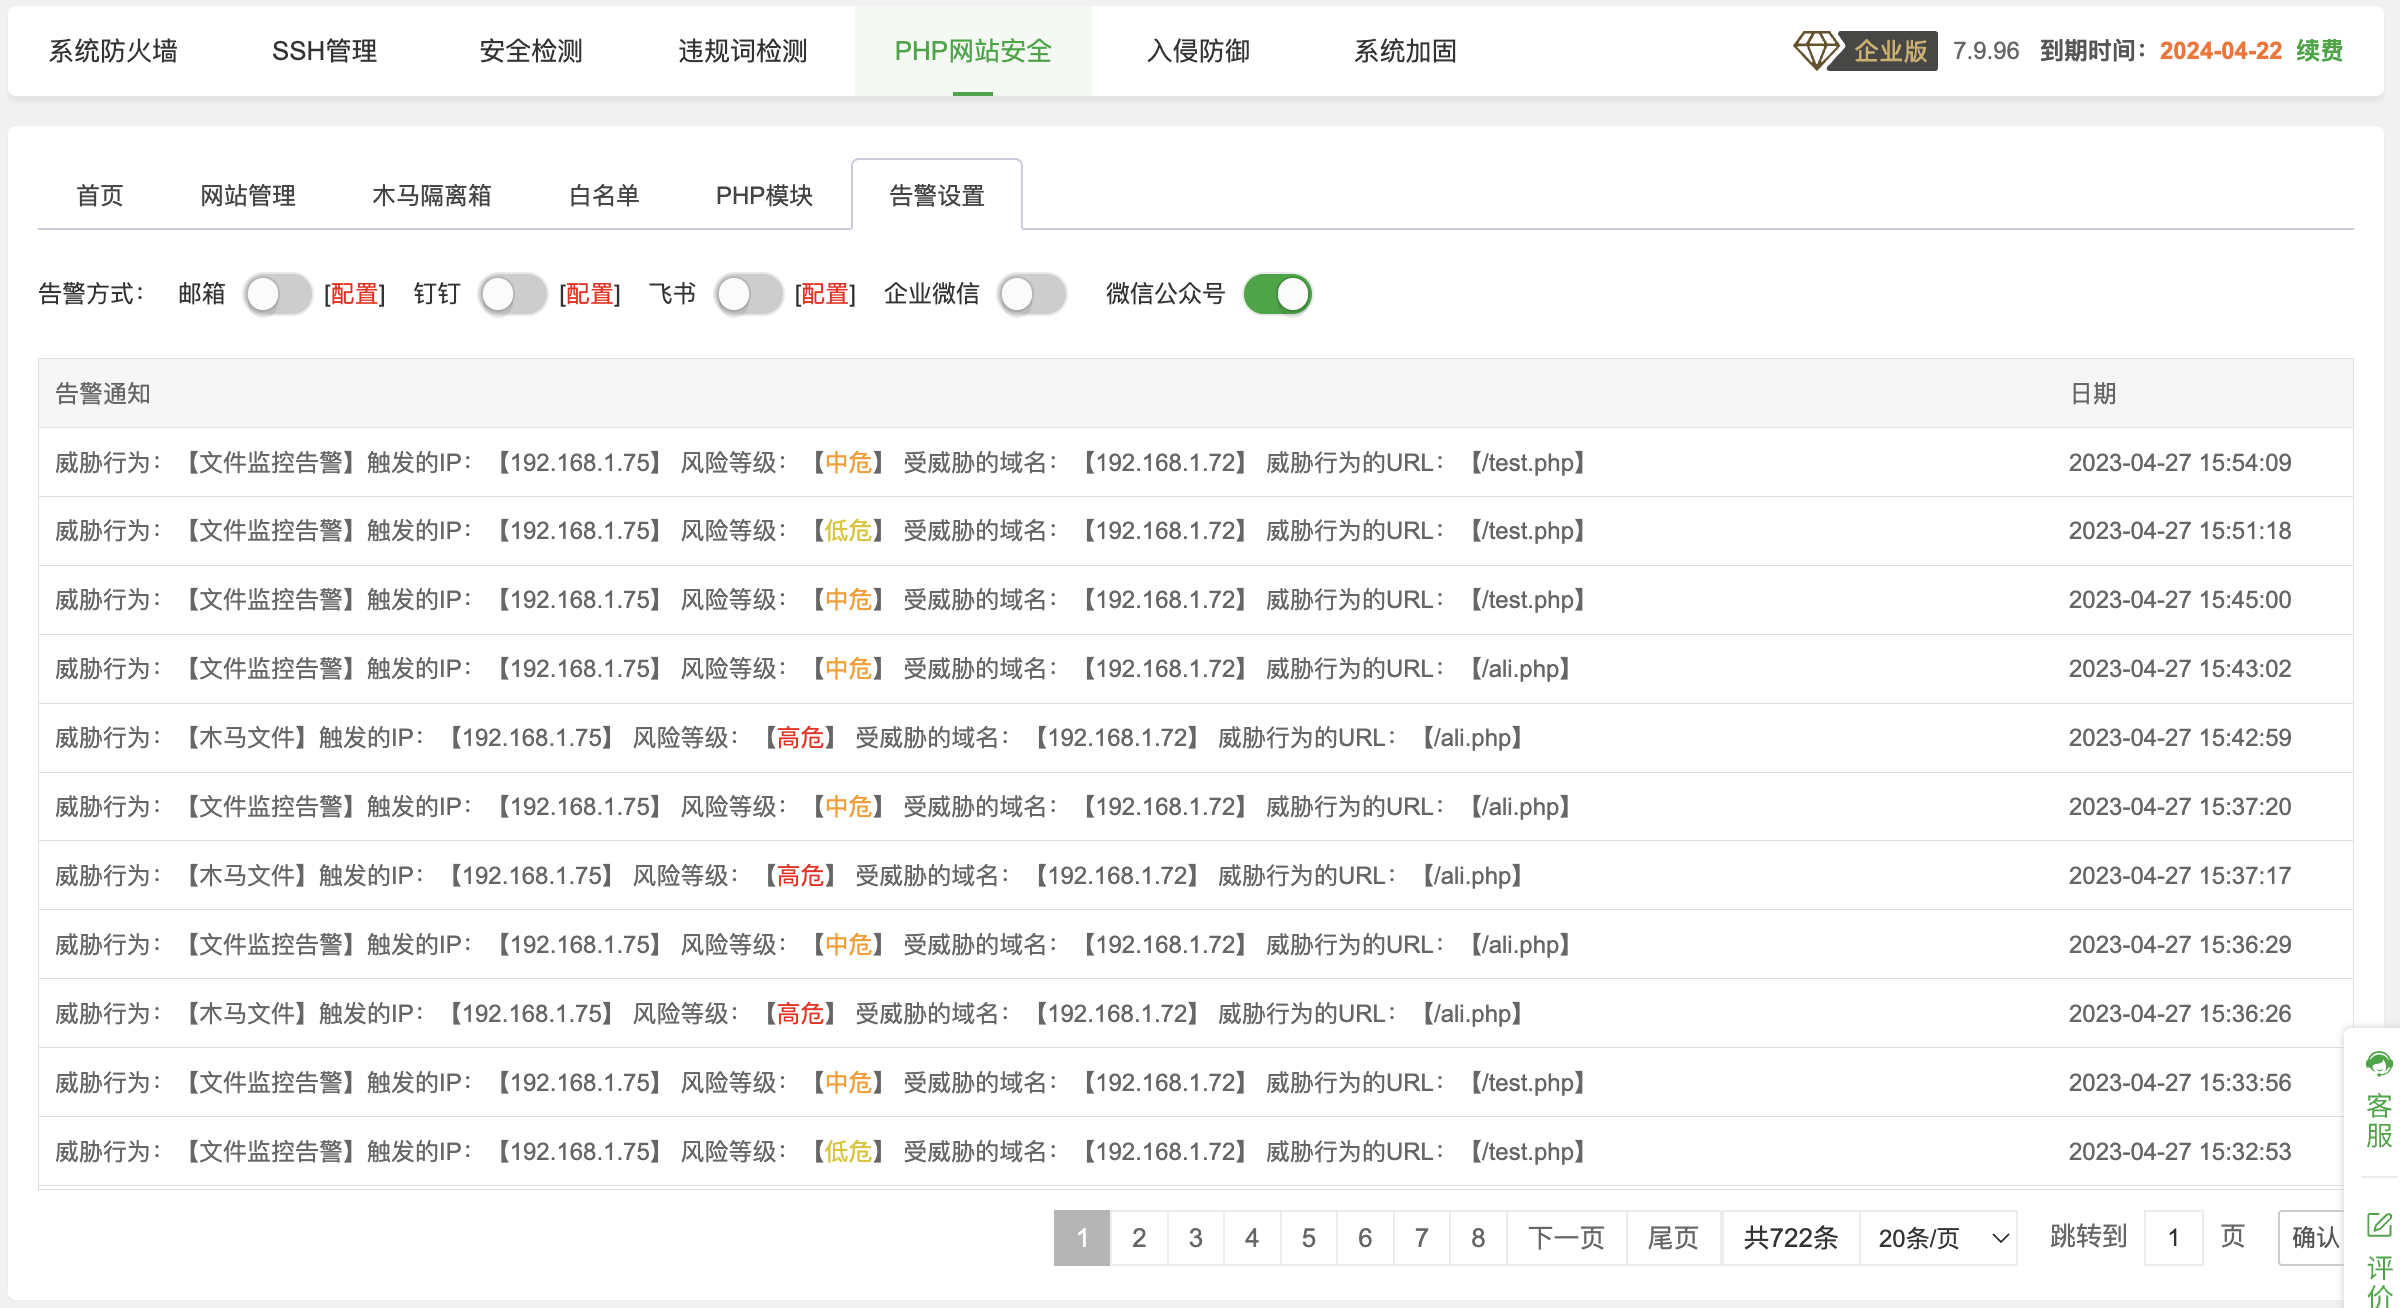 系统防火墙 SSH管理 安全检测 违规词检测 PHP网站安全 入侵防御 系统加固 企业版 7.9.96 到期时间：2024-04-22 续费
首页 网站管理 木马隔离箱 白名单 PHP模块 告警设置
告警方式： 邮箱 [配置] 钉钉 [配置] 飞书 [配置] 企业微信 微信公众号
告警通知 日期
威胁行为：【文件监控告警】触发的IP：【192.168.1.75】 风险等级：【中危】 受威胁的域名：【192.168.1.72】 威胁行为的URL：【/test.php】 2023-04-27 15:54:09
威胁行为：【文件监控告警】触发的IP：【192.168.1.75】 风险等级：【低危】 受威胁的域名：【192.168.1.72】 威胁行为的URL：【/test.php】 2023-04-27 15:51:18
威胁行为：【文件监控告警】触发的IP：【192.168.1.75】 风险等级：【中危】 受威胁的域名：【192.168.1.72】 威胁行为的URL：【/test.php】 2023-04-27 15:45:00
威胁行为：【文件监控告警】触发的IP：【192.168.1.75】 风险等级：【中危】 受威胁的域名：【192.168.1.72】 威胁行为的URL：【/ali.php】 2023-04-27 15:43:02
威胁行为：【木马文件】触发的IP：【192.168.1.75】 风险等级：【高危】 受威胁的域名：【192.168.1.72】 威胁行为的URL：【/ali.php】 2023-04-27 15:42:59
威胁行为：【文件监控告警】触发的IP：【192.168.1.75】 风险等级：【中危】 受威胁的域名：【192.168.1.72】 威胁行为的URL：【/ali.php】 2023-04-27 15:37:20
威胁行为：【木马文件】触发的IP：【192.168.1.75】 风险等级：【高危】 受威胁的域名：【192.168.1.72】 威胁行为的URL：【/ali.php】 2023-04-27 15:37:17
威胁行为：【文件监控告警】触发的IP：【192.168.1.75】 风险等级：【中危】 受威胁的域名：【192.168.1.72】 威胁行为的URL：【/ali.php】 2023-04-27 15:36:29
威胁行为：【木马文件】触发的IP：【192.168.1.75】 风险等级：【高危】 受威胁的域名：【192.168.1.72】 威胁行为的URL：【/ali.php】 2023-04-27 15:36:26
威胁行为：【文件监控告警】触发的IP：【192.168.1.75】 风险等级：【中危】 受威胁的域名：【192.168.1.72】 威胁行为的URL：【/test.php】 2023-04-27 15:33:56
威胁行为：【文件监控告警】触发的IP：【192.168.1.75】 风险等级：【低危】 受威胁的域名：【192.168.1.72】 威胁行为的URL：【/test.php】 2023-04-27 15:32:53
1 2 3 4 5 6 7 8 下一页 尾页 共722条 20条/页 跳转到 1 页 确认
客服
评价